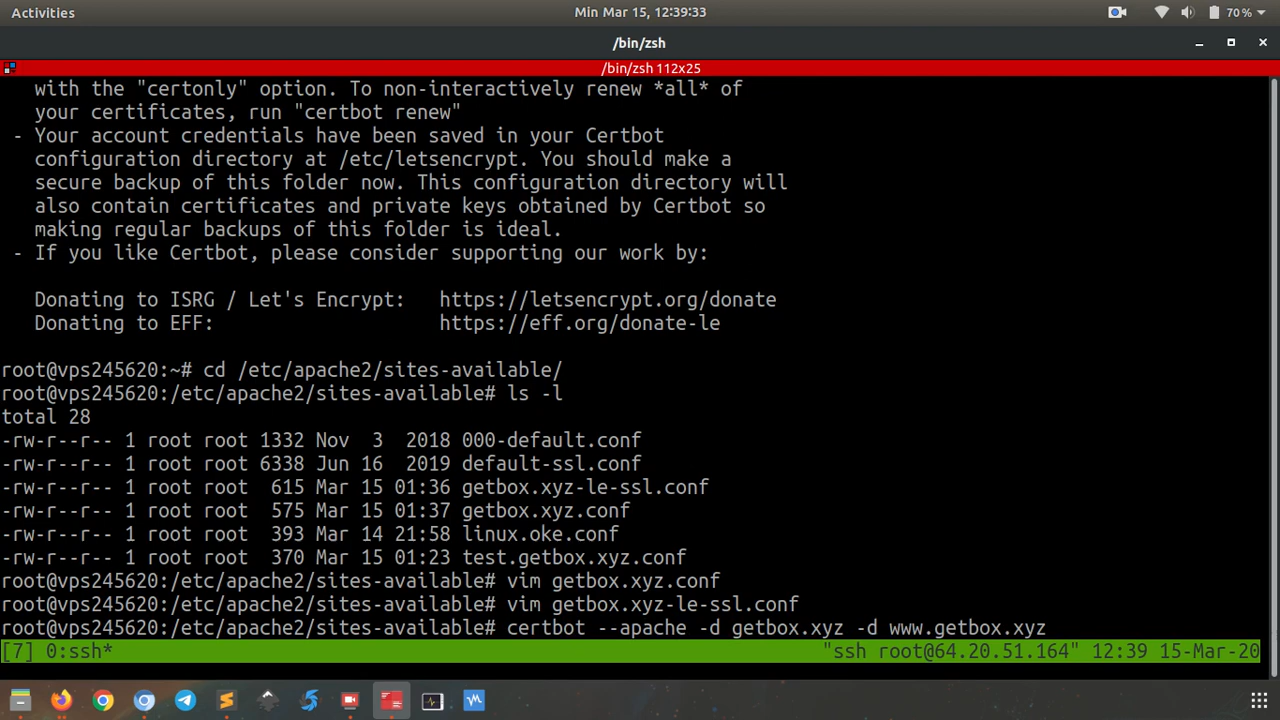 Activities
Min Mar 15, 12:39:33
70 %
/bin/zsh
/bin/zsh 112x25
with the "certonly" option. To non-interactively renew *all* of
your certificates, run "certbot renew"
- Your account credentials have been saved in your Certbot
configuration directory at /etc/letsencrypt. You should make a
secure backup of this folder now. This configuration directory will
also contain certificates and private keys obtained by Certbot so
making regular backups of this folder is ideal.
- If you like Certbot, please consider supporting our work by:
Donating to ISRG / Let's Encrypt:   https://letsencrypt.org/donate
Donating to EFF:                    https://eff.org/donate-le
root@vps245620:~# cd /etc/apache2/sites-available/
root@vps245620:/etc/apache2/sites-available# ls -l
total 28
-rw-r--r-- 1 root root 1332 Nov  3  2018 000-default.conf
-rw-r--r-- 1 root root 6338 Jun 16  2019 default-ssl.conf
-rw-r--r-- 1 root root  615 Mar 15 01:36 getbox.xyz-le-ssl.conf
-rw-r--r-- 1 root root  575 Mar 15 01:37 getbox.xyz.conf
-rw-r--r-- 1 root root  393 Mar 14 21:58 linux.oke.conf
-rw-r--r-- 1 root root  370 Mar 15 01:23 test.getbox.xyz.conf
root@vps245620:/etc/apache2/sites-available# vim getbox.xyz.conf
root@vps245620:/etc/apache2/sites-available# vim getbox.xyz-le-ssl.conf
root@vps245620:/etc/apache2/sites-available# certbot --apache -d getbox.xyz -d www.getbox.xyz
[7] 0:ssh*    "ssh root@64.20.51.164" 12:39 15-Mar-20